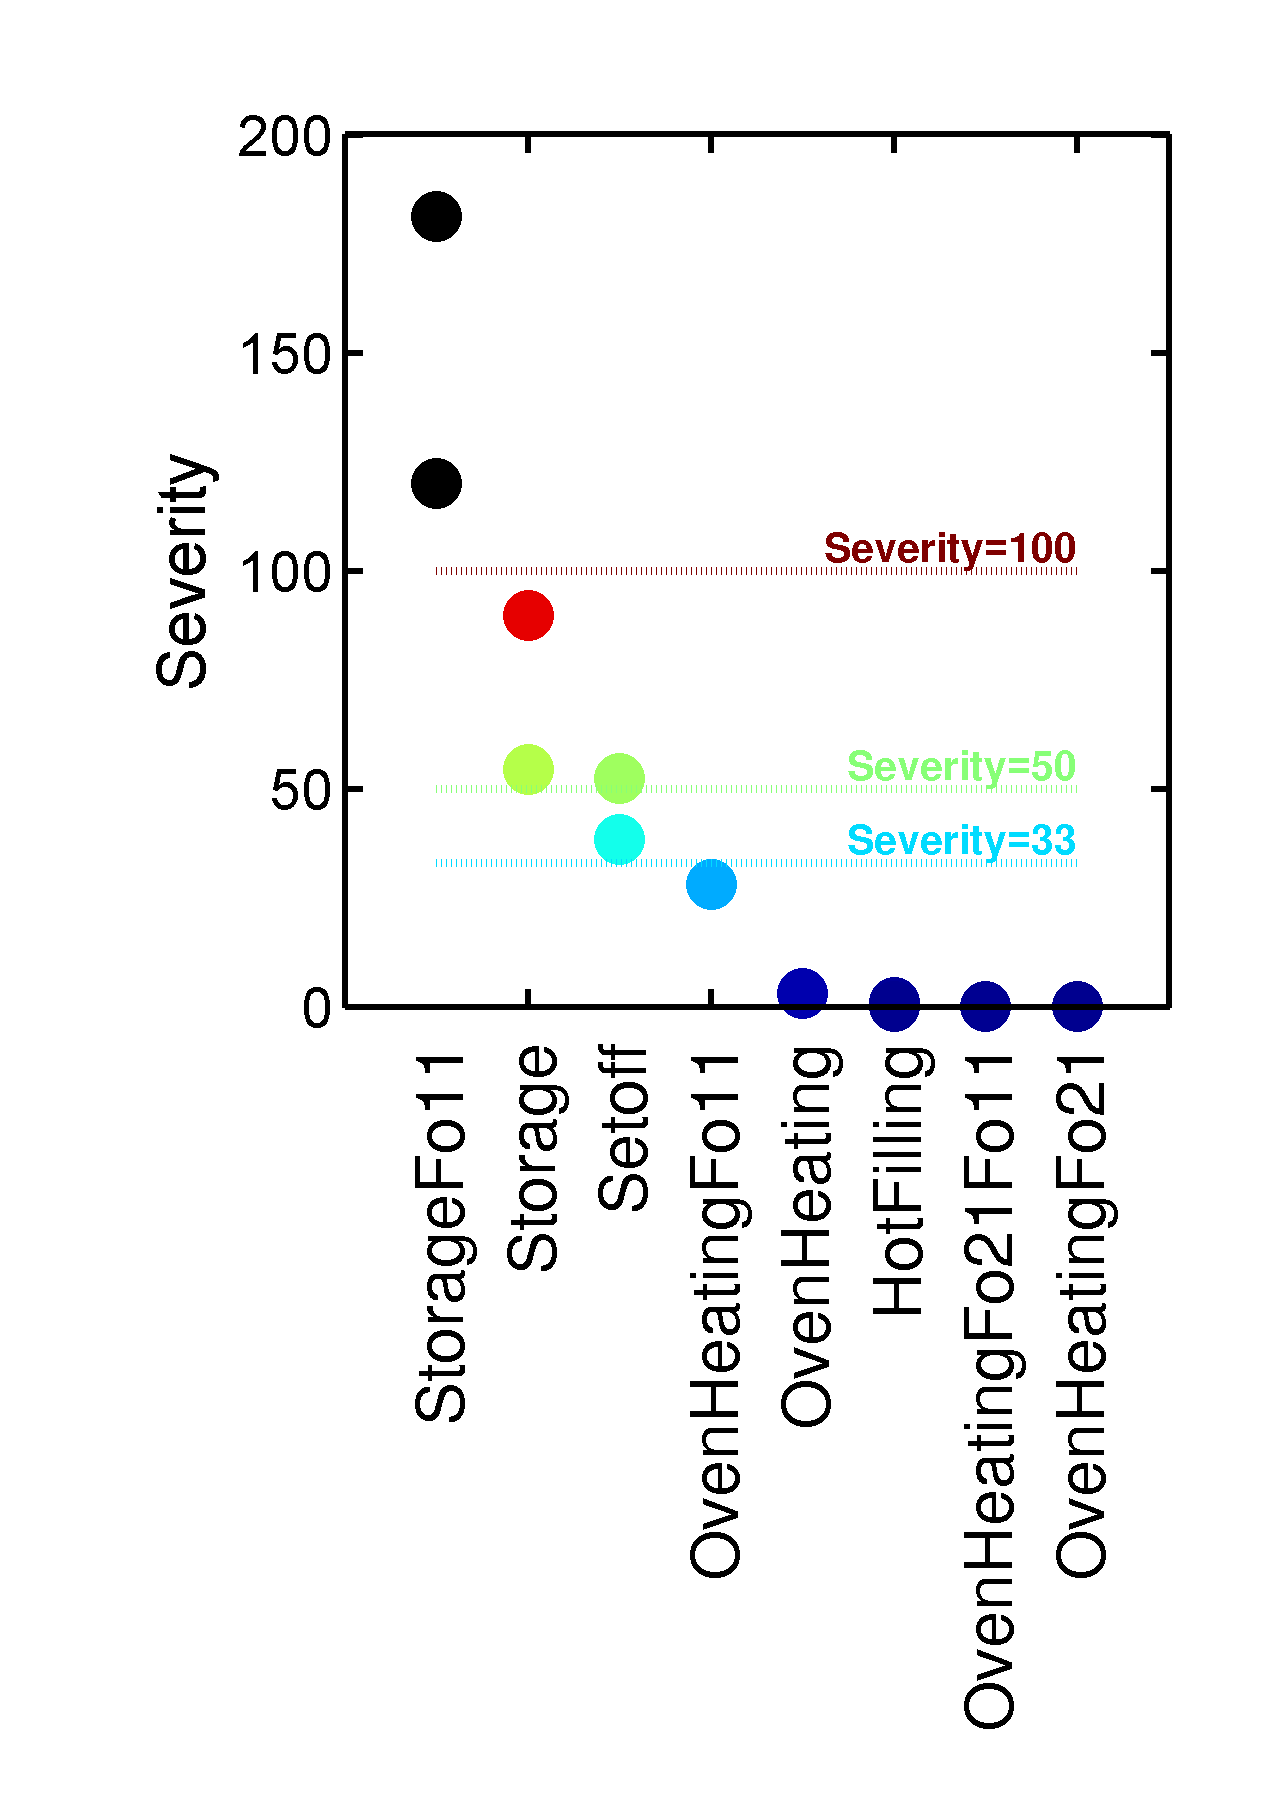 200
150
100
50
0
Severity
Severity=100
Severity=50
Severity=33
StorageFo11
Storage
Setoff
OvenHeatingFo11
OvenHeating
HotFilling
OvenHeatingFo21Fo11
OvenHeatingFo21